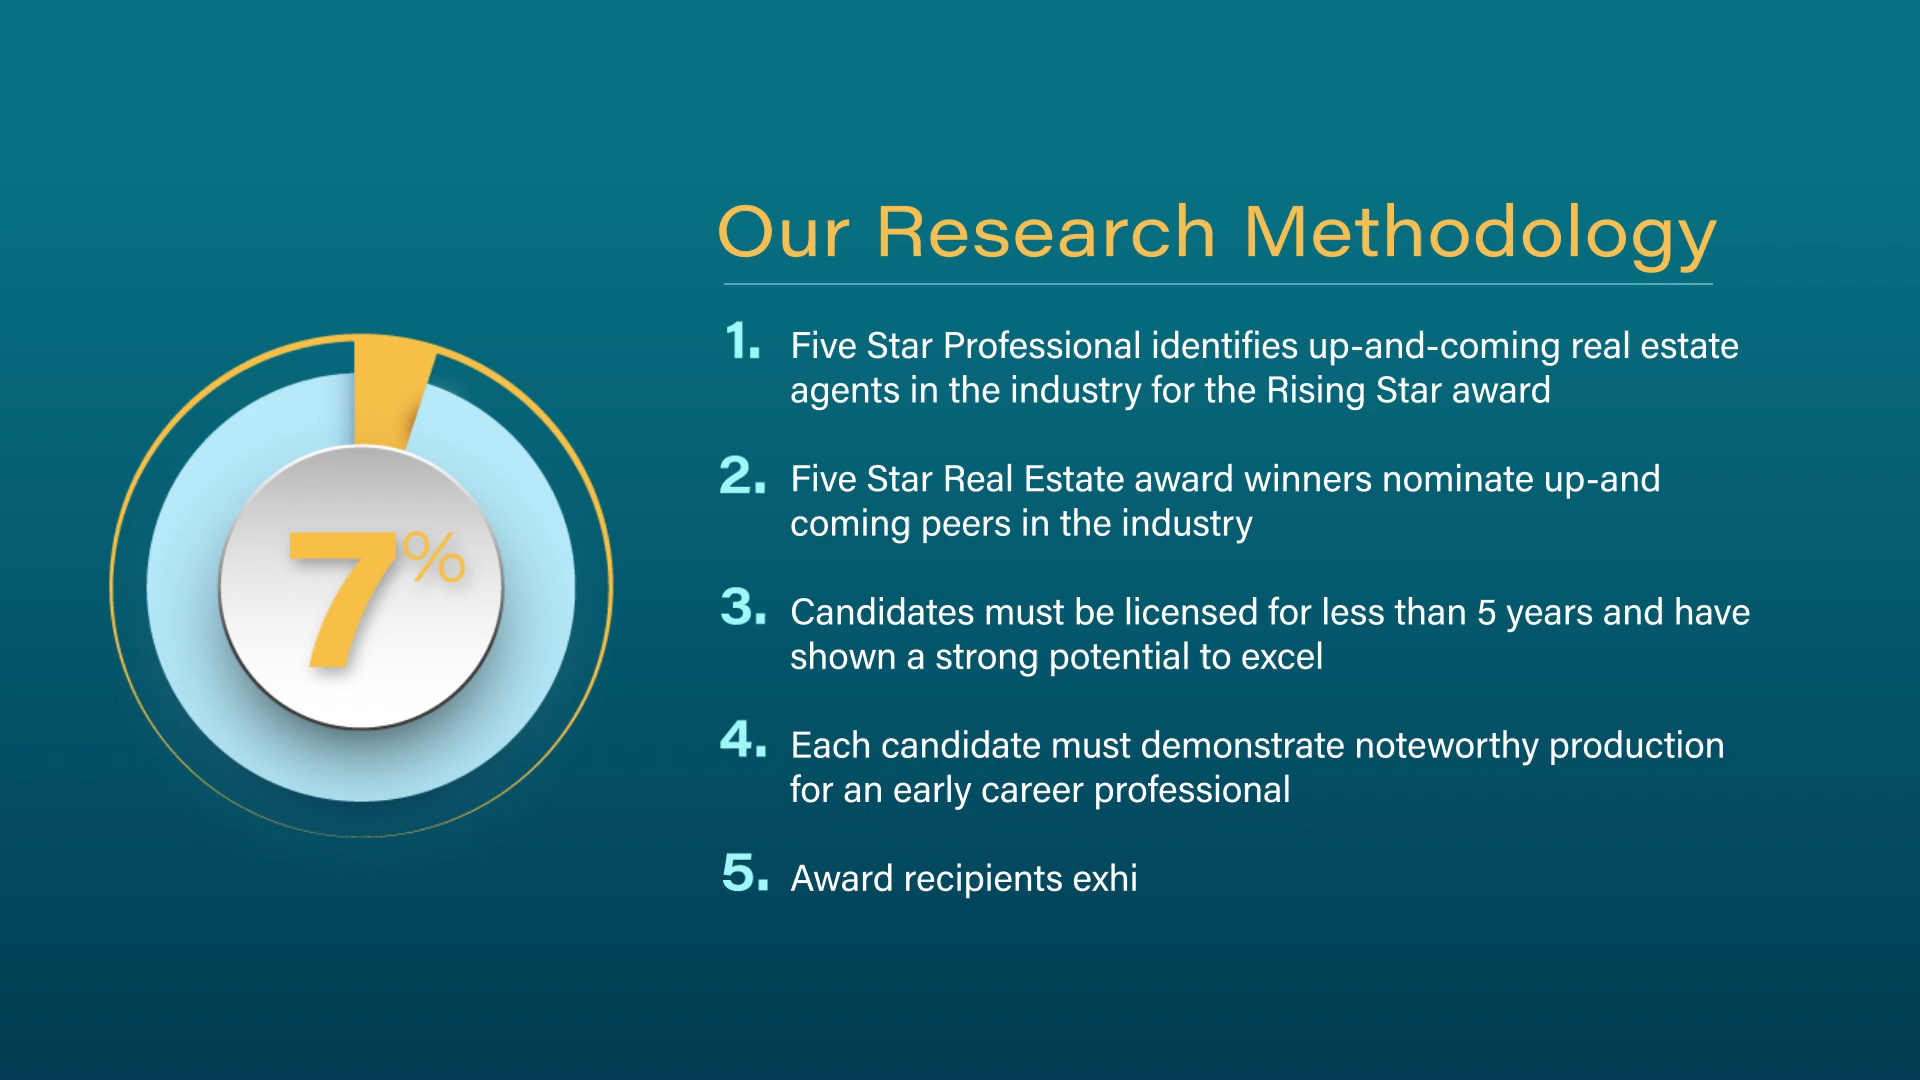 Our Research Methodology
7%
1. Five Star Professional identifies up-and-coming real estate
agents in the industry for the Rising Star award
2. Five Star Real Estate award winners nominate up-and
coming peers in the industry
3. Candidates must be licensed for less than 5 years and have
shown a strong potential to excel
4. Each candidate must demonstrate noteworthy production
for an early career professional
5. Award recipients exhi